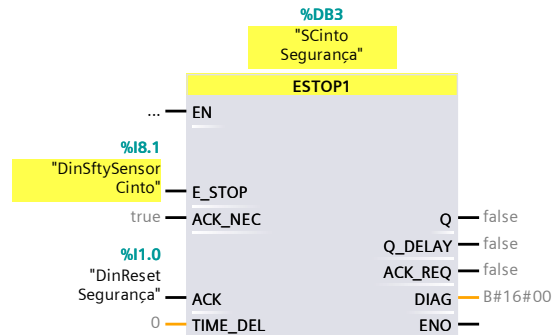 %DB3
"SCinto
Segurança"
ESTOP1
... EN
%I8.1
"DinSftySensor
Cinto" E_STOP
true ACK_NEC Q false
Q_DELAY false
%I1.0
"DinReset ACK_REQ false
Segurança" ACK DIAG B#16#00
0 TIME_DEL ENO